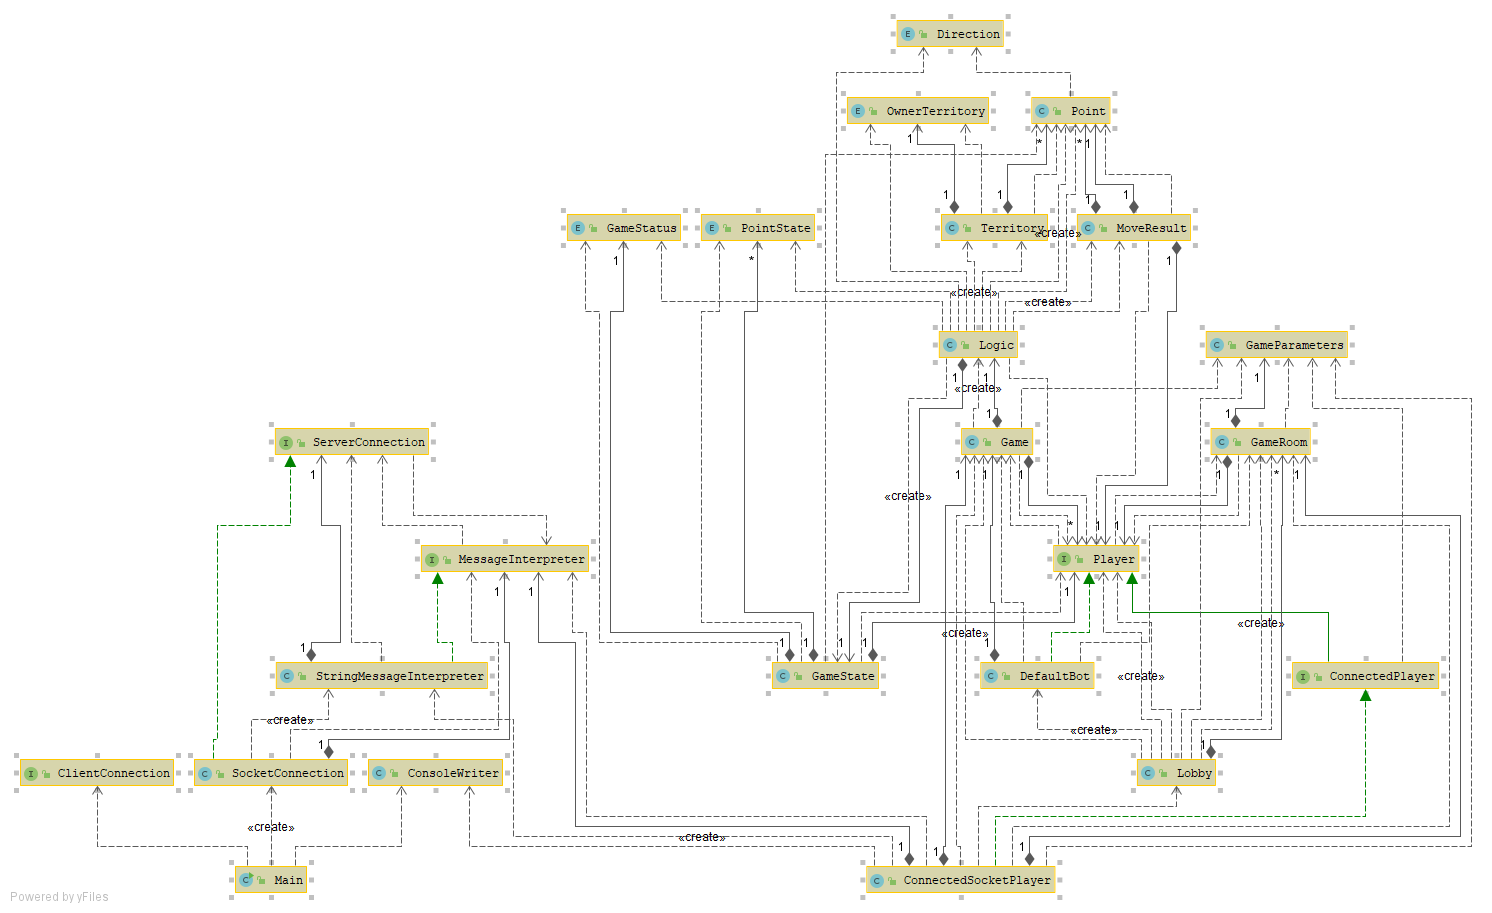 E Direction
E OwnerTerritory
C Point
1
*
* 1
1
1
1
1
E GameStatus
E PointState
C Territory
«create»
C MoveResult
1
*
1
«create»
«create»
C Logic
C GameParameters
1
1
«create»
1
1
1
I ServerConnection
C Game
C GameRoom
1
1
1
1
*
1
«create»
*
1
1
I MessageInterpreter
I Player
1
1
1
«create»
«create»
1
1
1
1
1
1
C StringMessageInterpreter
C GameState
C DefaultBot
«create»
I ConnectedPlayer
«create»
«create»
1
1
I ClientConnection
C SocketConnection
C ConsoleWriter
C Lobby
«create»
«create»
1
1
1
C Main
C ConnectedSocketPlayer
Powered by yFiles